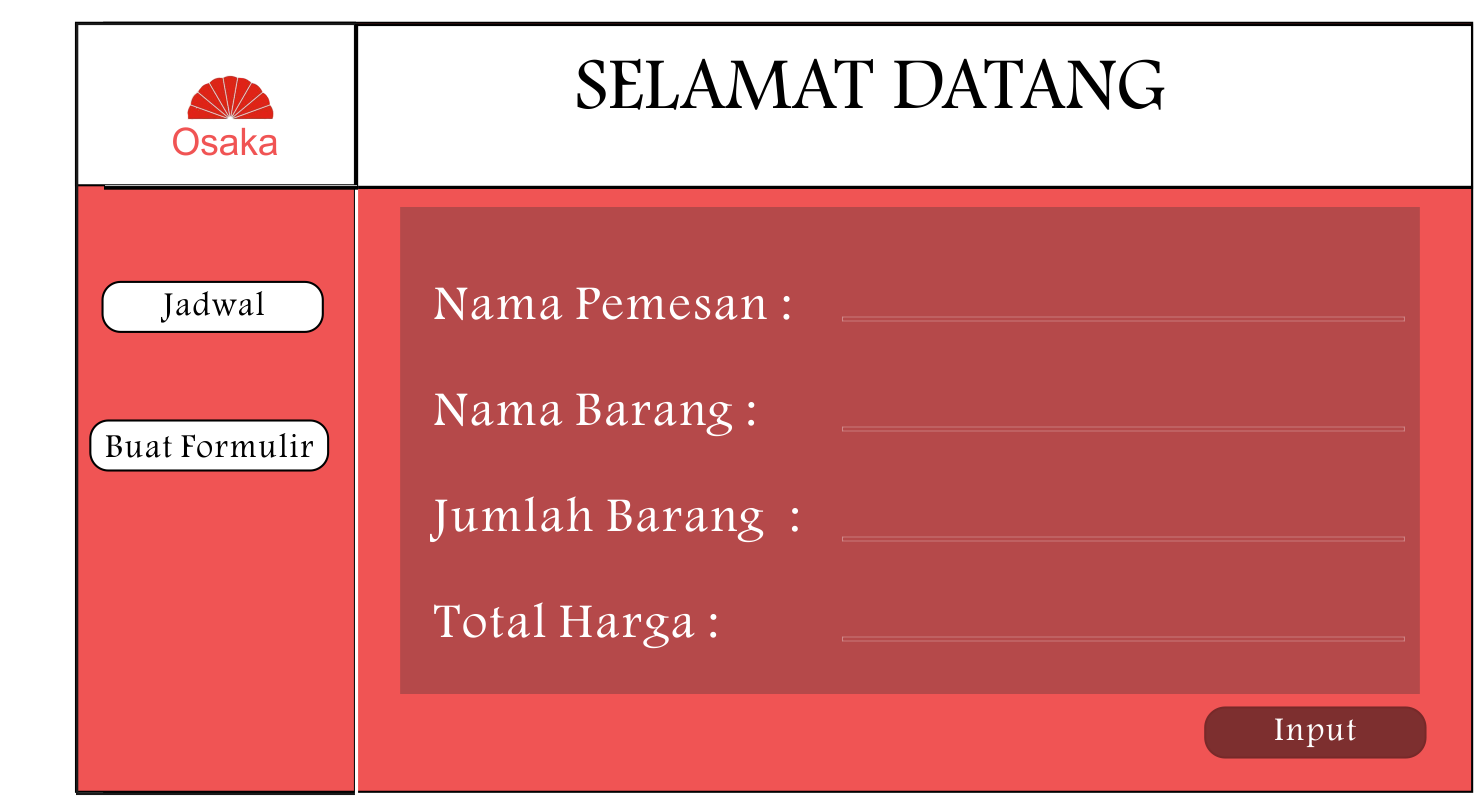 Osaka
SELAMAT DATANG
Jadwal
Buat Formulir
Nama Pemesan :
Nama Barang :
Jumlah Barang :
Total Harga :
Input